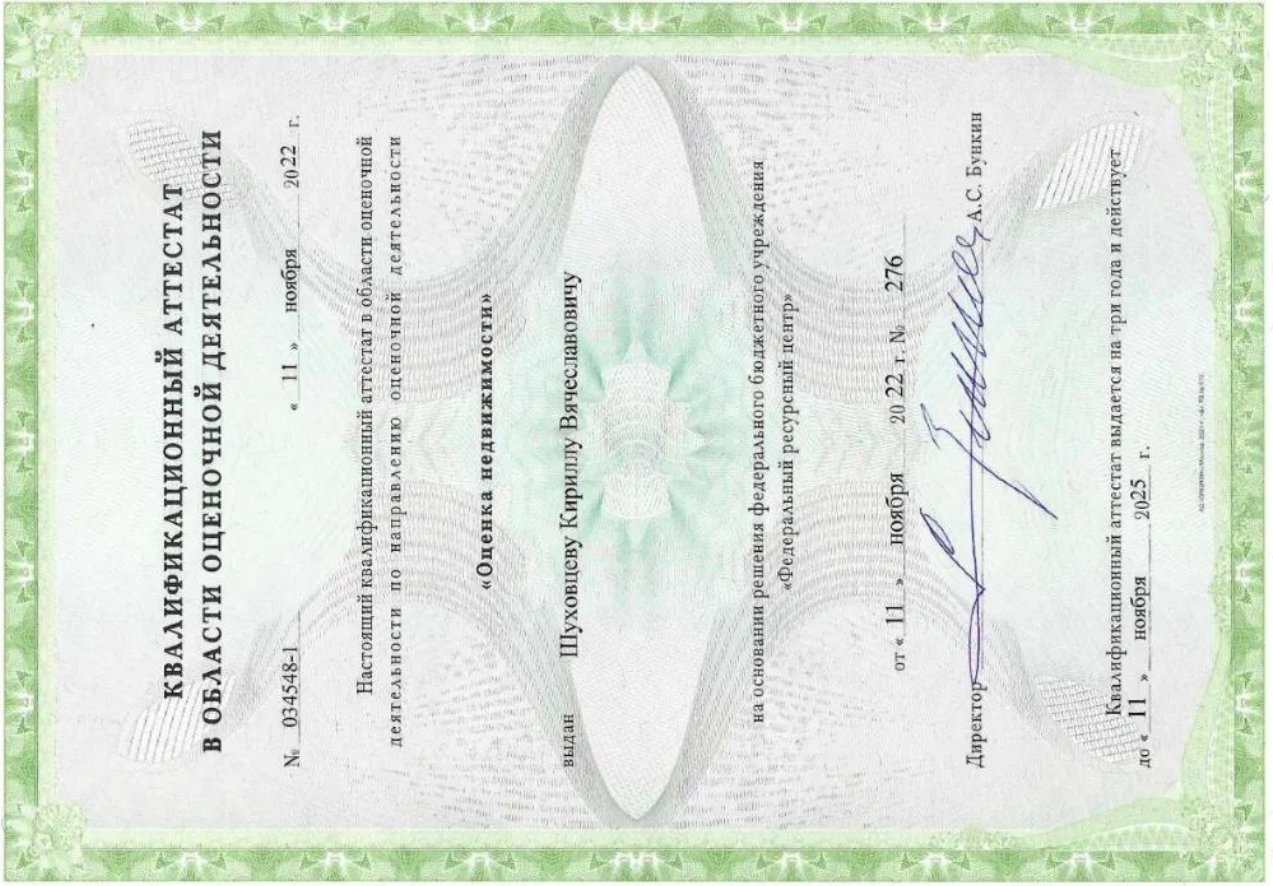 КВАЛИФИКАЦИОННЫЙ АТТЕСТАТ
В ОБЛАСТИ ОЦЕНОЧНОЙ ДЕЯТЕЛЬНОСТИ
№ 034548-1 « 11 » ноября 2022 г.
Настоящий квалификационный аттестат в области оценочной
деятельности по направлению оценочной деятельности
«Оценка недвижимости»
выдан Шуховцеву Кириллу Вячеславовичу
на основании решения федерального бюджетного учреждения
«Федеральный ресурсный центр»
от « 11 » ноября 20 22 г. № 276
Директор А.С. Бункин
Квалификационный аттестат выдается на три года и действует
до « 11 » ноября 2025 г.